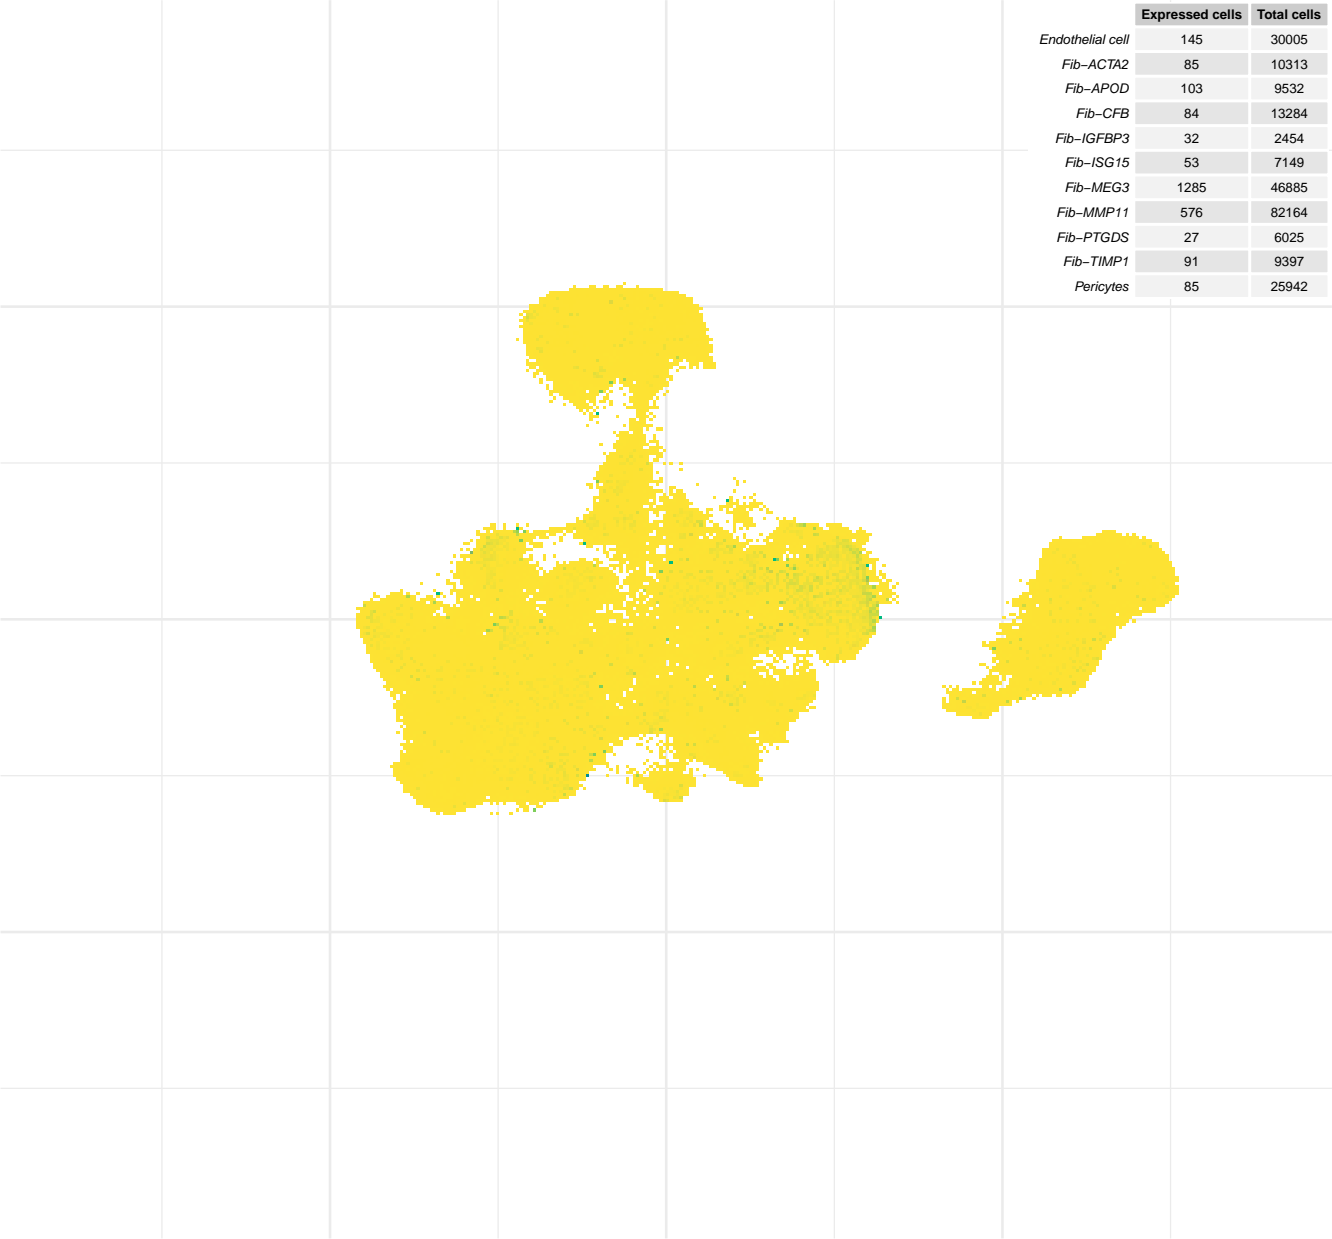 Expressed cells Total cells
Endothelial cell 145 30005
Fib−ACTA2 85 10313
Fib−APOD 103 9532
Fib−CFB 84 13284
Fib−IGFBP3 32 2454
Fib−ISG15 53 7149
Fib−MEG3 1285 46885
Fib−MMP11 576 82164
Fib−PTGDS 27 6025
Fib−TIMP1 91 9397
Pericytes 85 25942